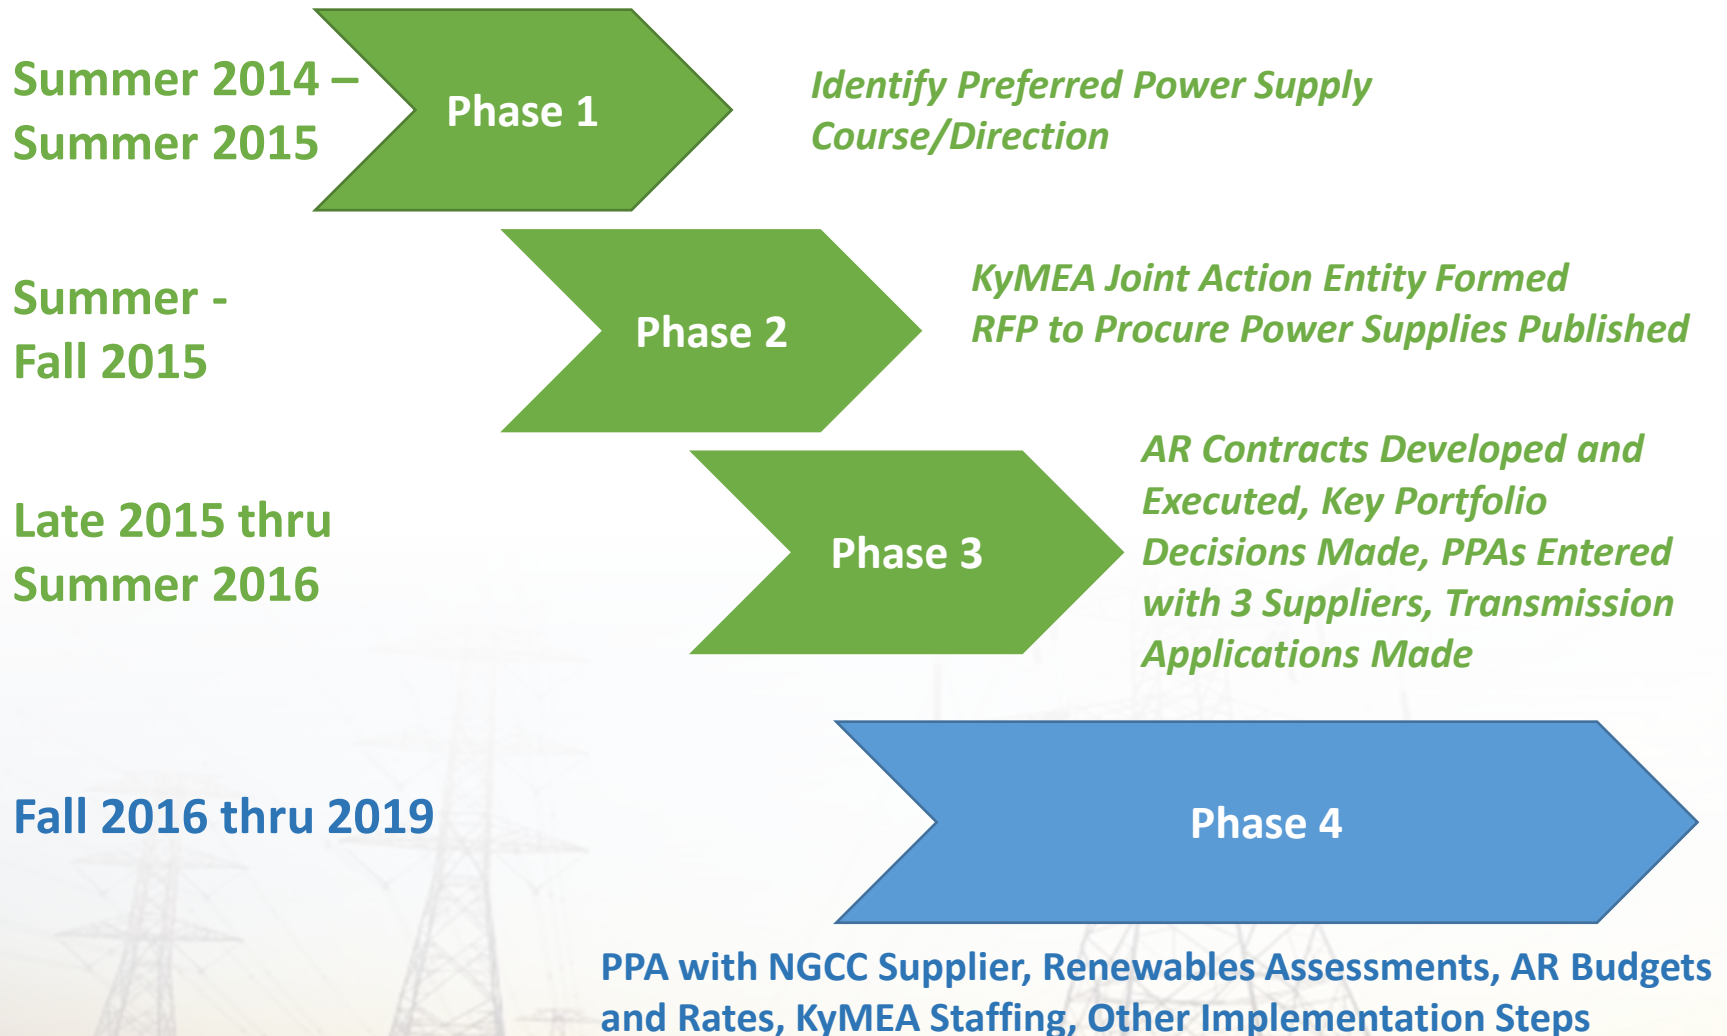 Summer 2014 –
Summer 2015
Phase 1
Identify Preferred Power Supply
Course/Direction
Summer -
Fall 2015
Phase 2
KyMEA Joint Action Entity Formed
RFP to Procure Power Supplies Published
Late 2015 thru
Summer 2016
Phase 3
AR Contracts Developed and
Executed, Key Portfolio
Decisions Made, PPAs Entered
with 3 Suppliers, Transmission
Applications Made
Fall 2016 thru 2019
Phase 4
PPA with NGCC Supplier, Renewables Assessments, AR Budgets
and Rates, KyMEA Staffing, Other Implementation Steps